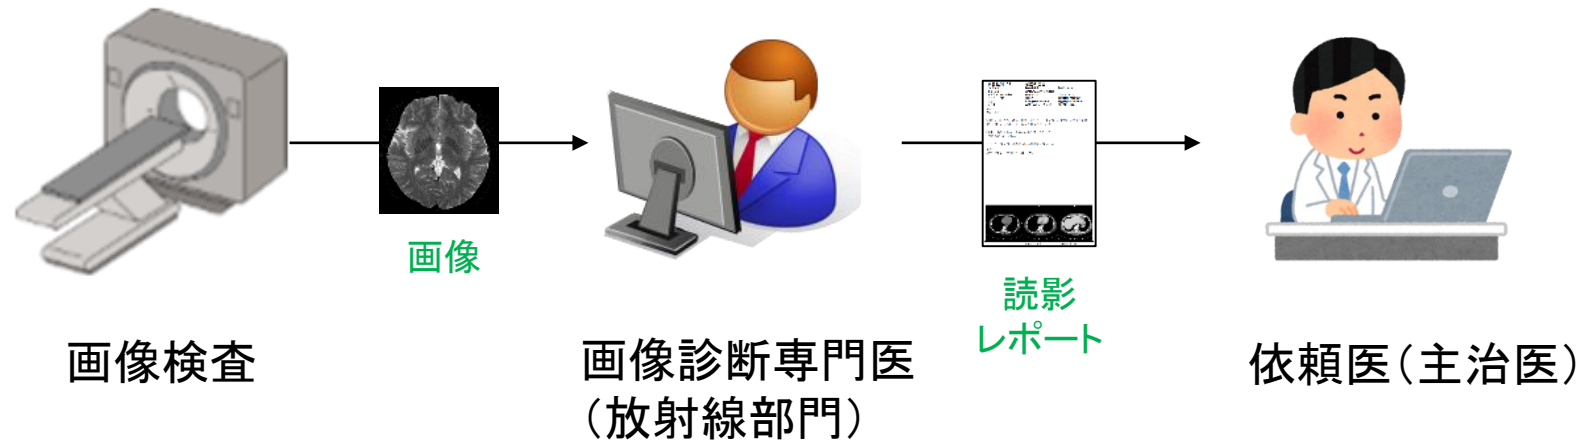 画像
読影
レポート
画像検査
画像診断専門医
（放射線部門）
依頼医（主治医）